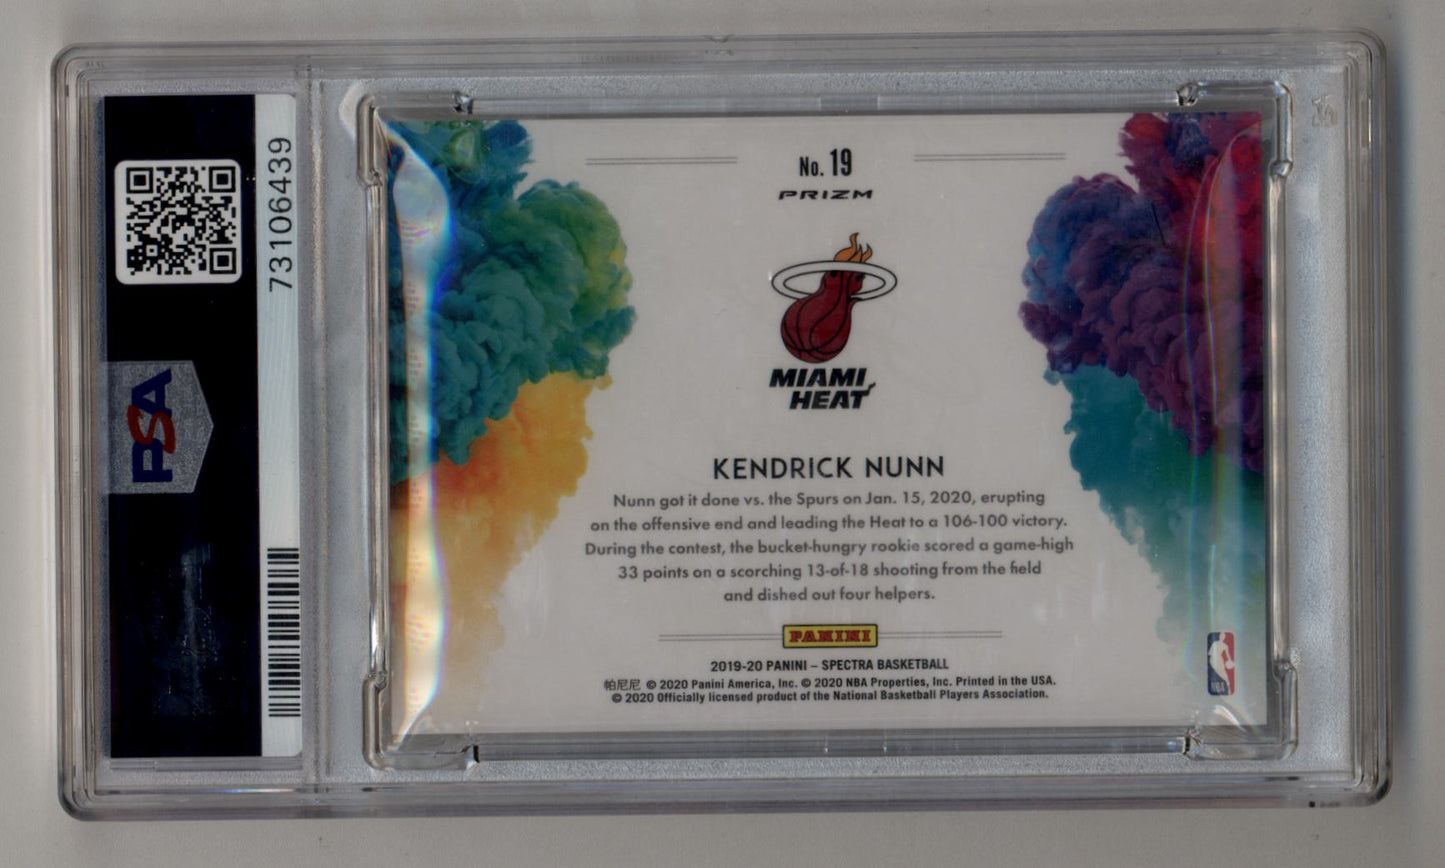 73106439
PSA
No. 19
PRIZM
MIAMI
HEAT
KENDRICK NUNN
Nunn got it done vs. the Spurs on Jan. 15, 2020, erupting
on the offensive end and leading the Heat to a 106-100 victory.
During the contest, the bucket-hungry rookie scored a game-high
33 points on a scorching 13-of-18 shooting from the field
and dished out four helpers.
PANINI
2019-20 PANINI – SPECTRA BASKETBALL
帕尼尼 © 2020 Panini America, Inc. © 2020 NBA Properties, Inc. Printed in the USA.
© 2020 Officially licensed product of the National Basketball Players Association.
NBA